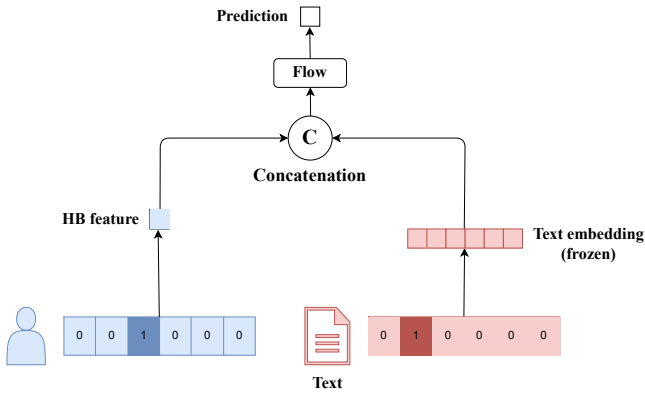 Prediction
Flow
C
Concatenation
HB feature
Text embedding
(frozen)
0 0 1 0 0 0
0 1 0 0 0 0
Text